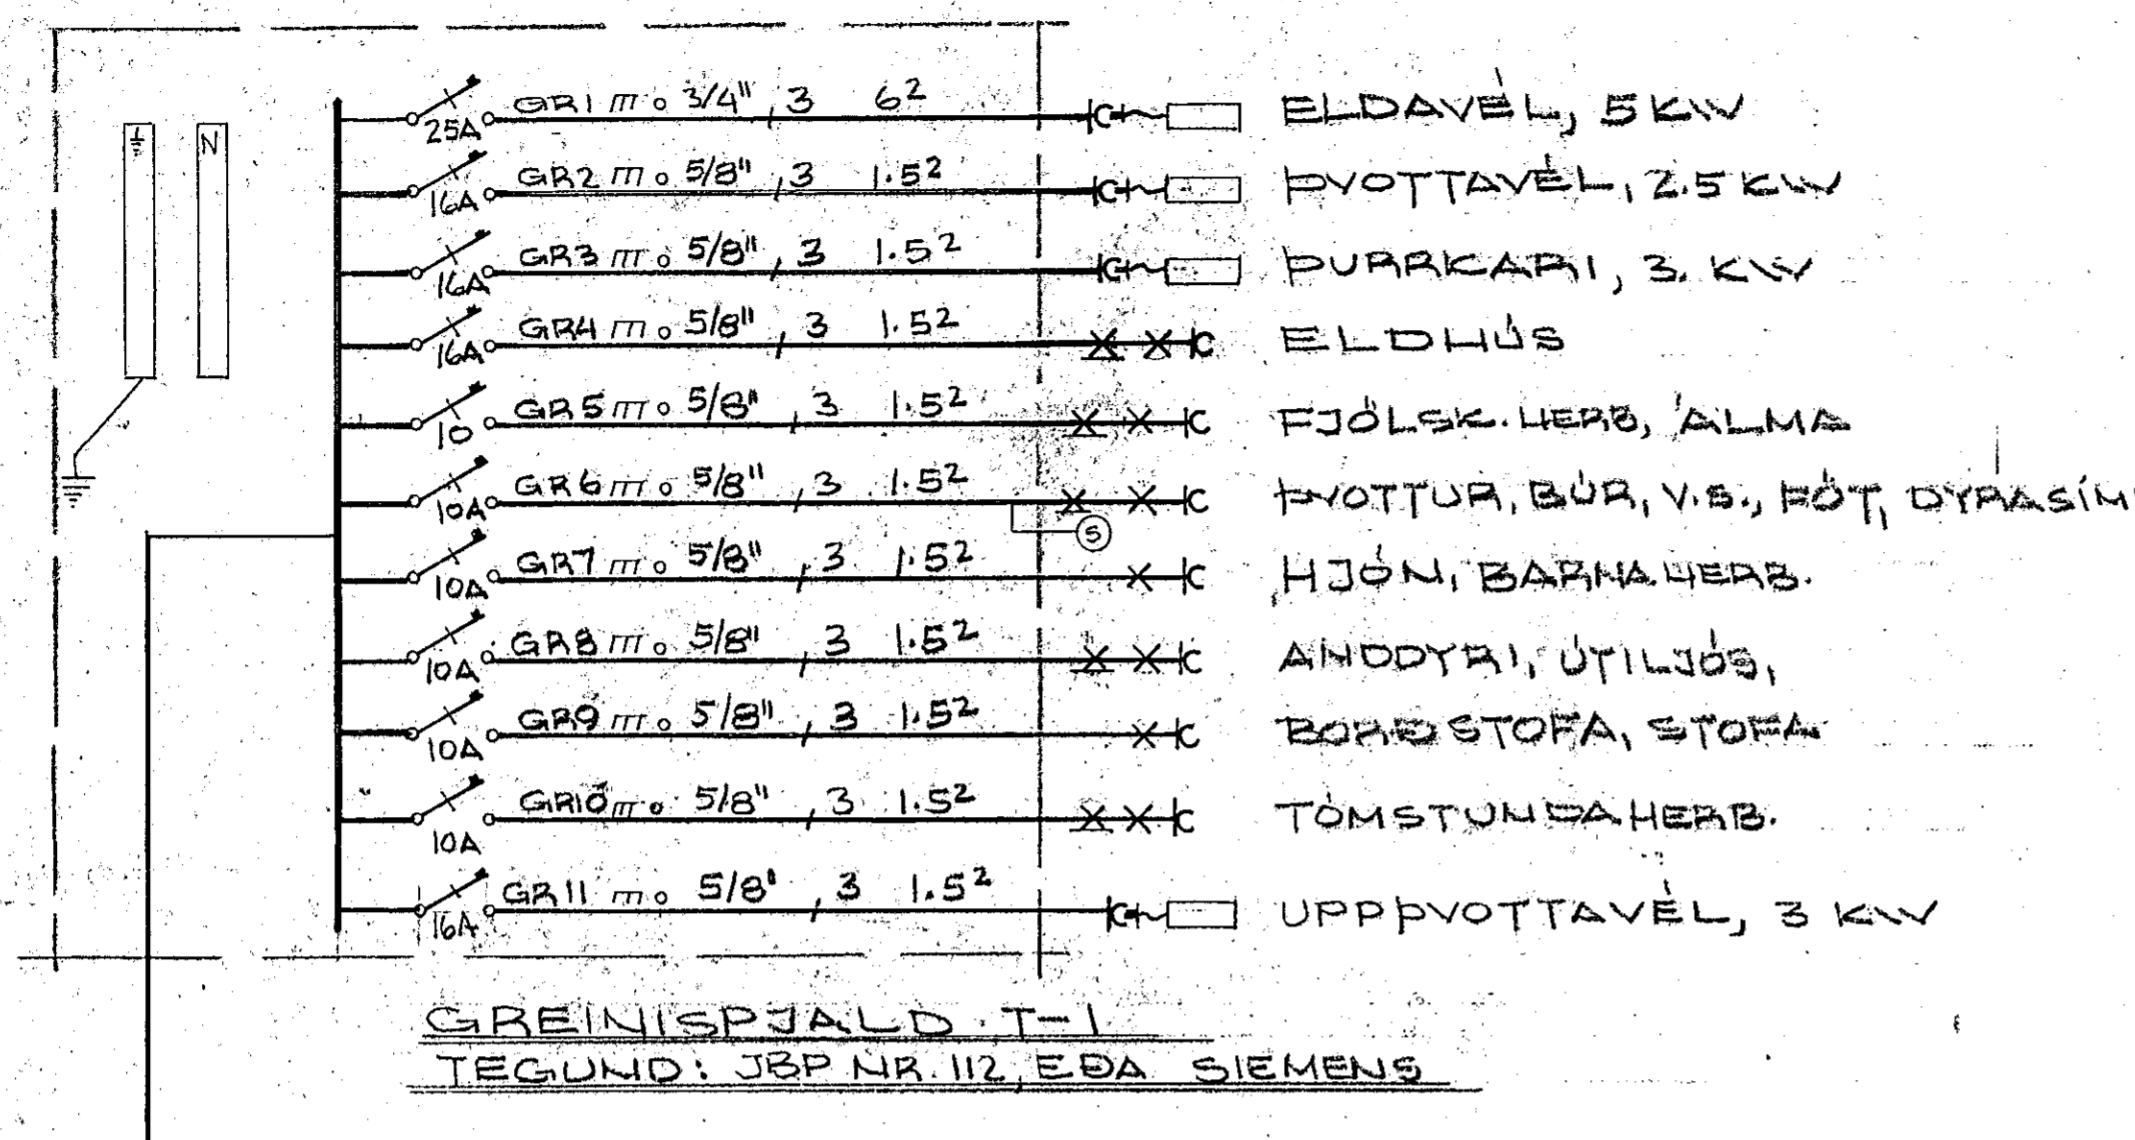 GR1 m. 3/4", 3 6² ELDAVÉL, 5 KW
25A
⏚ N
GR2 m. 5/8", 3 1.5² ÞVOTTAVÉL, 2.5 KW
16A
GR3 m. 5/8", 3 1.5² ÞURRKARI, 3. KW
16A
GR4 m. 5/8", 3 1.5² ELDHÚS
16A
GR5 m. 5/8", 3 1.5² FJÖLSK. HERB, ÁLMA
10
GR6 m. 5/8", 3 1.5² ÞVOTTUR, BÚR, V.S., FÖT, DYRASÍM
10A
S
GR7 m. 5/8", 3 1.5² HJÓN, BARNAHERB.
10A
GR8 m. 5/8", 3 1.5² ANDDYRI, ÚTILJÓS,
10A
GR9 m. 5/8", 3 1.5² BORÐSTOFA, STOFA
10A
GR10 m. 5/8", 3 1.5² TÓMSTUNDAHERB.
10A
GR11 m. 5/8', 3 1.5² UPPÞVOTTAVÉL, 3 KW
16A
GREINISPJALD T-1
TEGUND: JBP NR. 112, EÐA SIEMENS